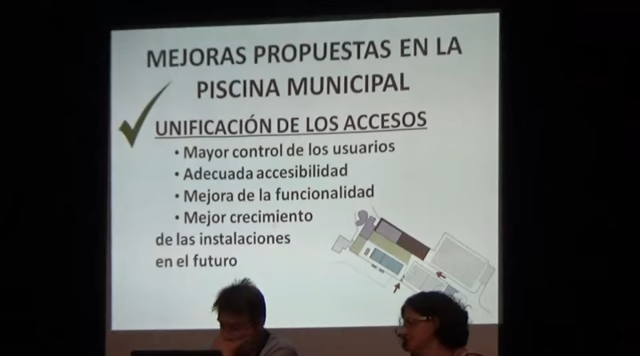 MEJORAS PROPUESTAS EN LA
PISCINA MUNICIPAL
UNIFICACIÓN DE LOS ACCESOS
• Mayor control de los usuarios
• Adecuada accesibilidad
• Mejora de la funcionalidad
• Mejor crecimiento
de las instalaciones
en el futuro